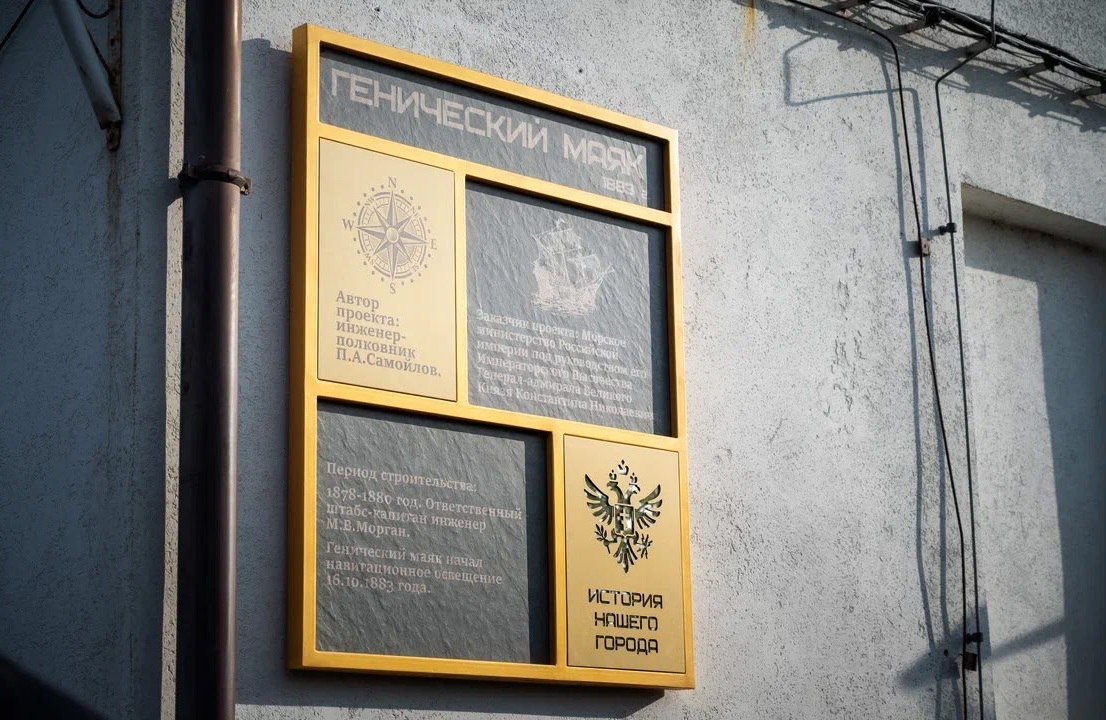 ГЕНИЧЕСКИЙ МАЯК
1883 г
N
W
E
S
Автор
проекта:
инженер-
полковник
П.А.Самойлов.
Заказчик проекта: Морское
министерство Российской
империи под руководством его
Императорского Высочества
Генерал-адмирала Великого
Князя Константина Николаевич
Период строительства:
1878-1880 год. Ответственный
штабс-капитан инженер
М.В.Морган.
Генический маяк начал
навигационное освещение
16.10.1883 года.
ИСТОРИЯ
НАШЕГО
ГОРОДА